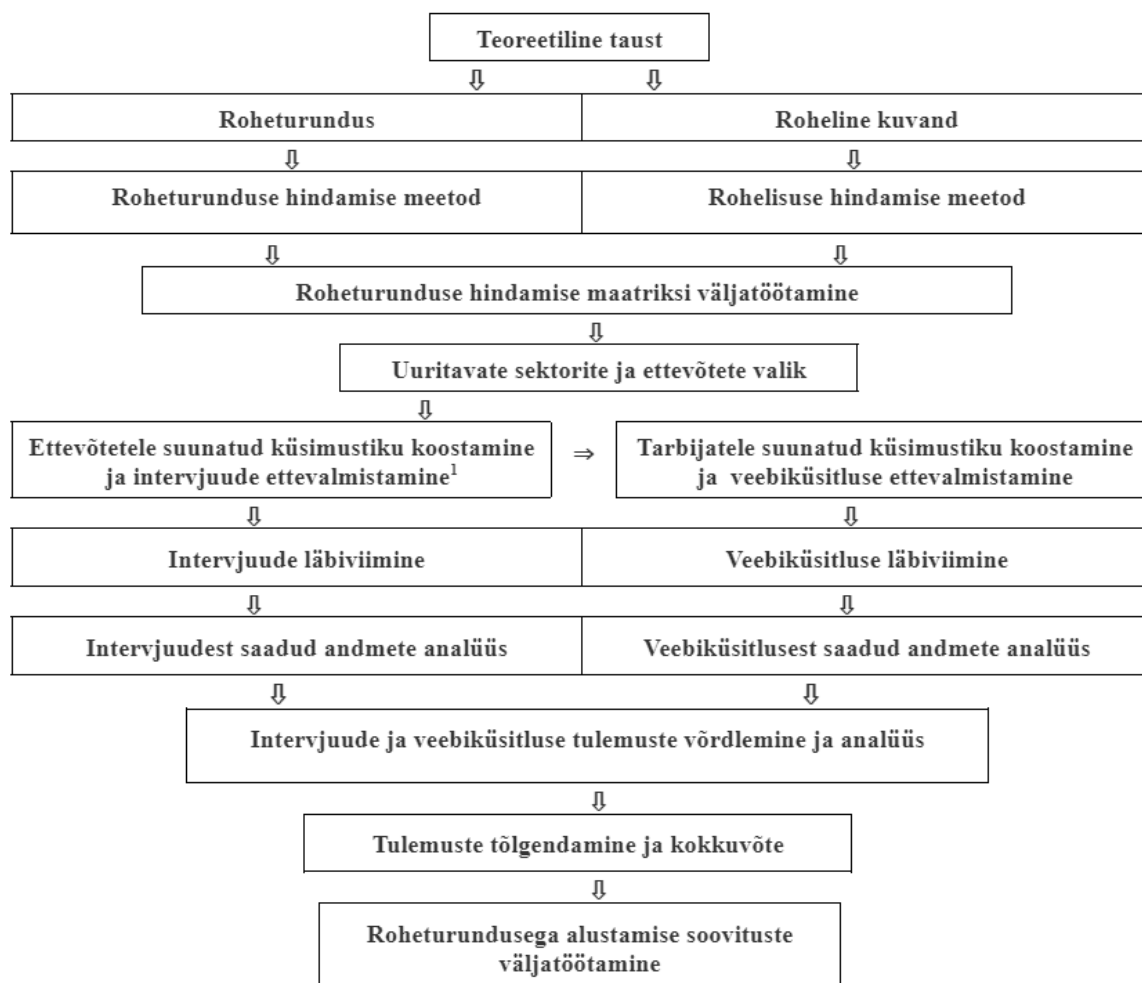 Teoreetiline taust
⇩ ⇩
Roheturundus
Roheline kuvand
⇩ ⇩
Roheturunduse hindamise meetod
Rohelisuse hindamise meetod
⇩ ⇩
Roheturunduse hindamise maatriksi väljatöötamine
⇩
Uuritavate sektorite ja ettevõtete valik
⇩
Ettevõtetele suunatud küsimustiku koostamine
ja intervjuude ettevalmistamine¹
⇒
Tarbijatele suunatud küsimustiku koostamine
ja veebiküsitluse ettevalmistamine
⇩ ⇩
Intervjuude läbiviimine
Veebiküsitluse läbiviimine
⇩ ⇩
Intervjuudest saadud andmete analüüs
Veebiküsitlusest saadud andmete analüüs
⇩ ⇩
Intervjuude ja veebiküsitluse tulemuste võrdlemine ja analüüs
⇩
Tulemuste tõlgendamine ja kokkuvõte
⇩
Roheturundusega alustamise soovituste
väljatöötamine